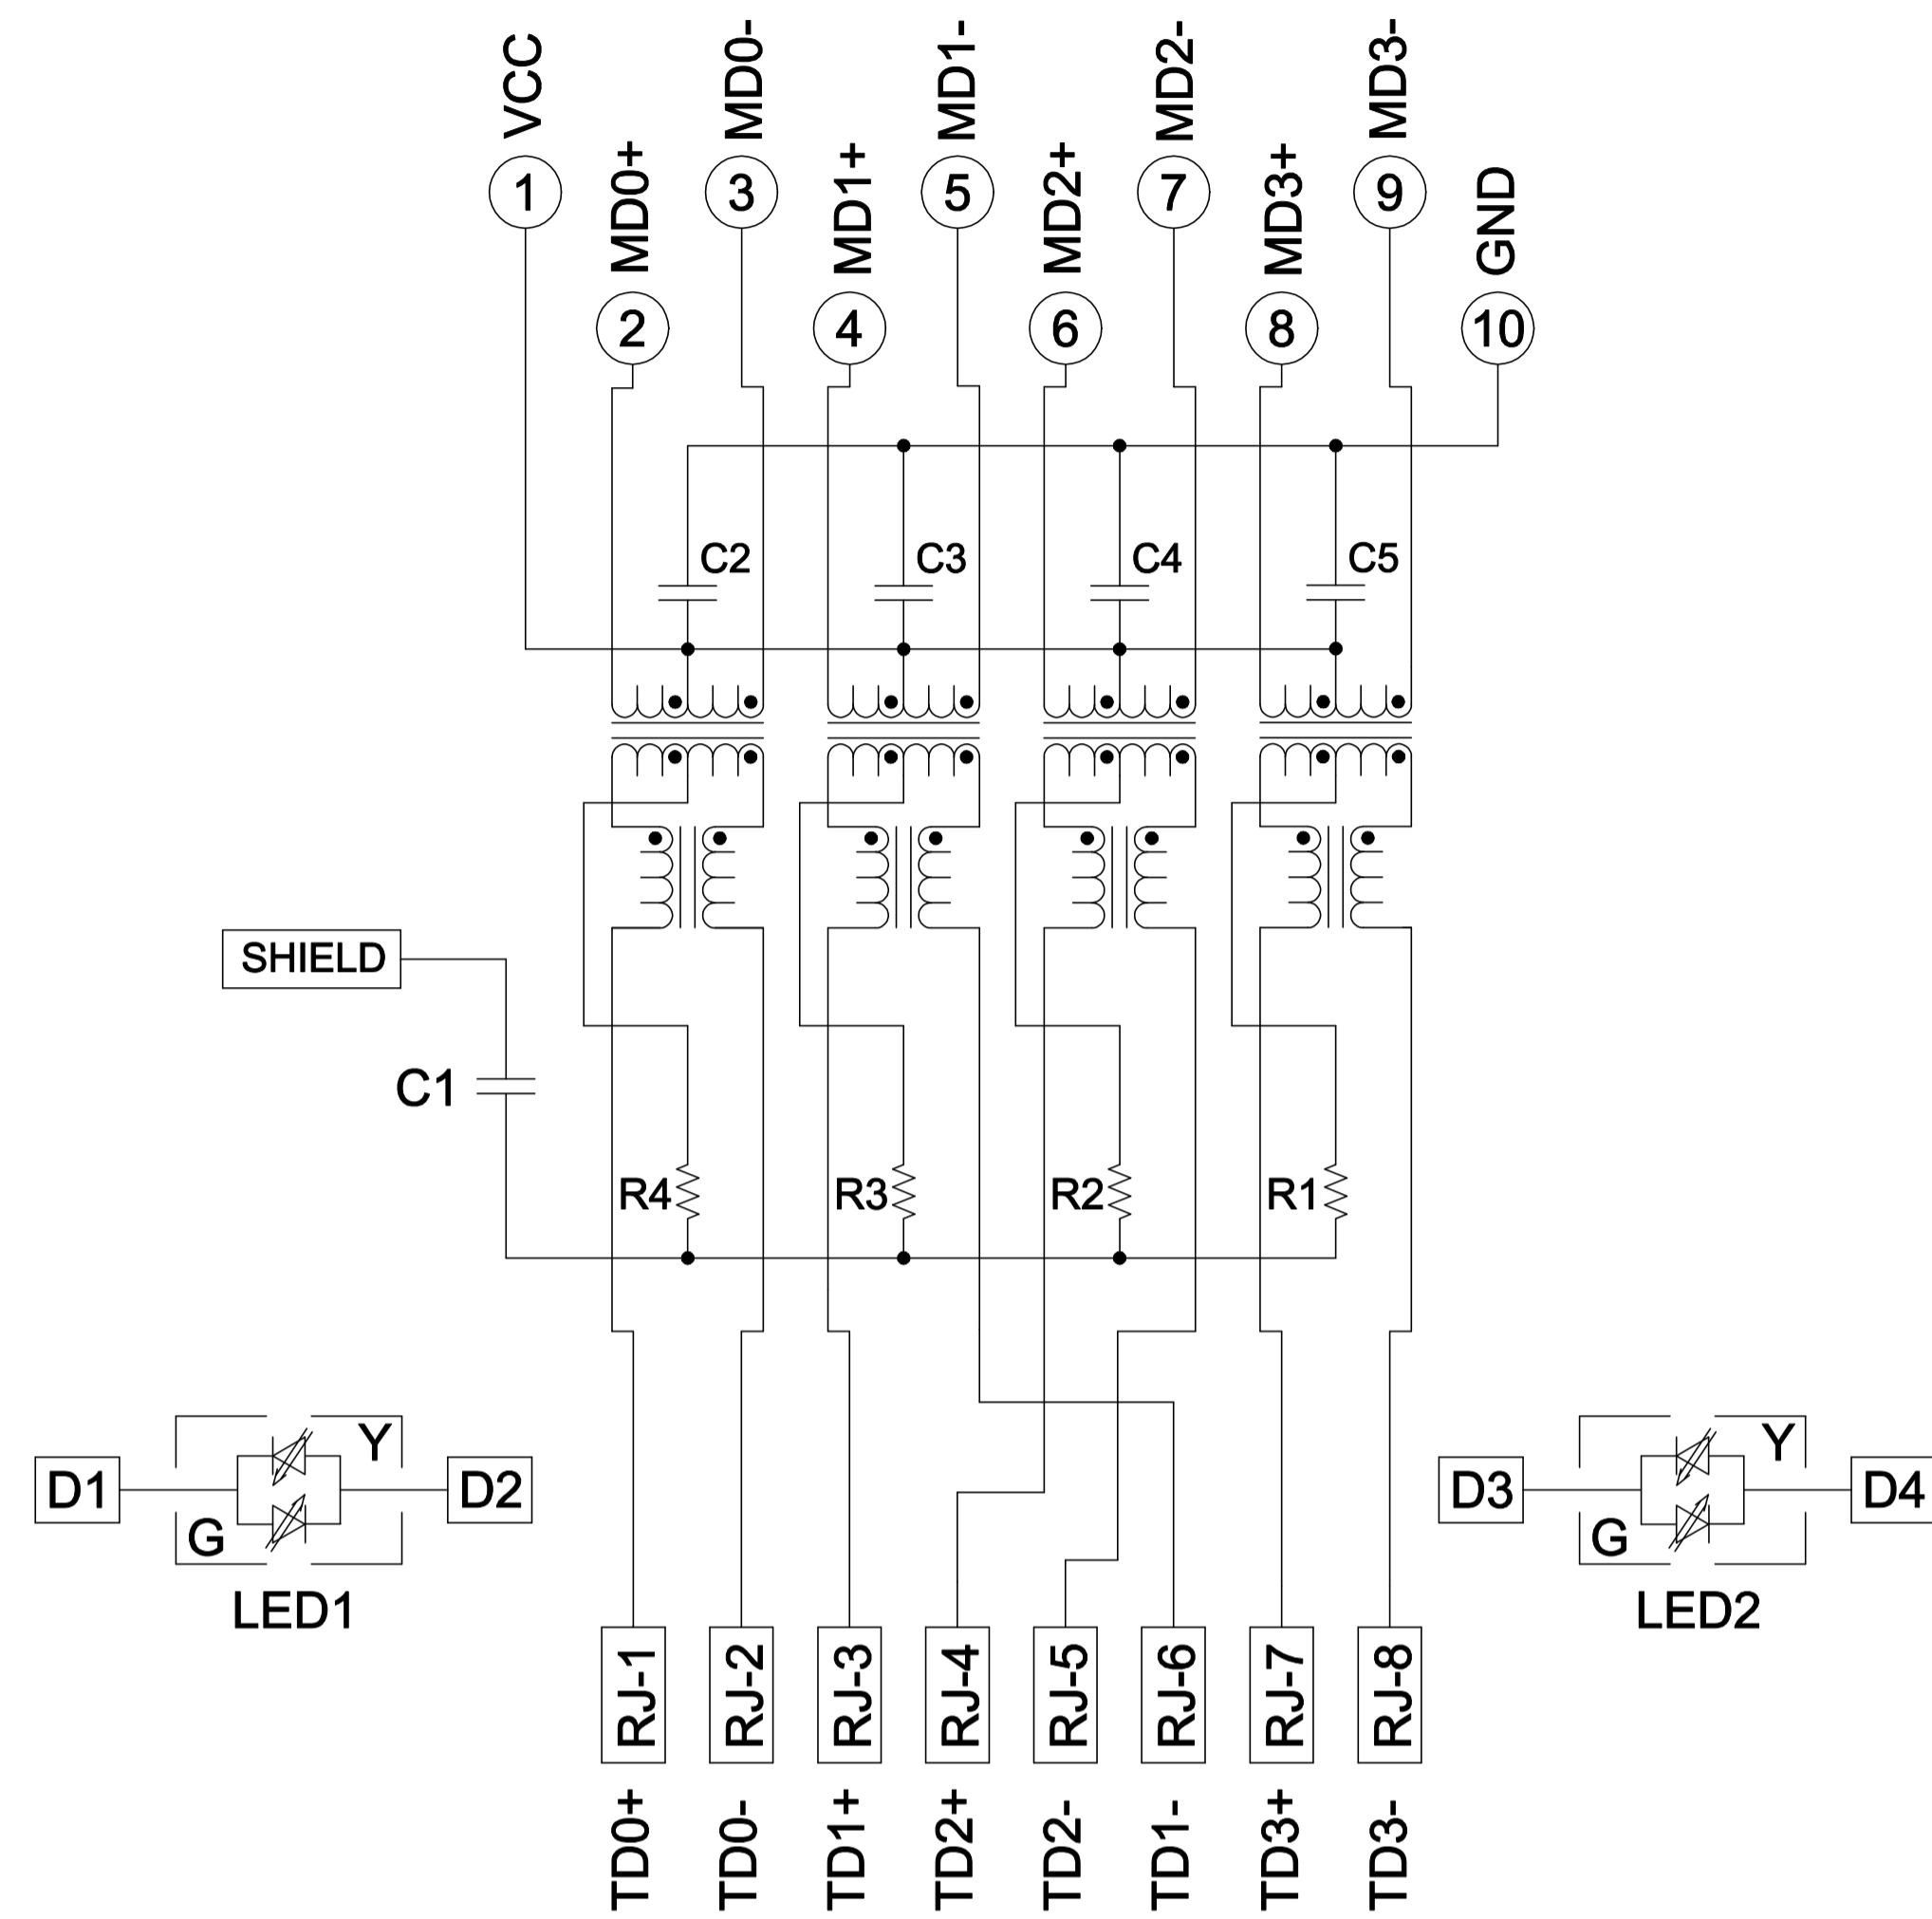 VCC
MD0-
MD1-
MD2-
MD3-
MD0+
MD1+
MD2+
MD3+
GND
1
3
5
7
9
2
4
6
8
10
C2
C3
C4
C5
SHIELD
C1
R4
R3
R2
R1
D1
Y
G
D2
LED1
D3
Y
G
D4
LED2
RJ-1
RJ-2
RJ-3
RJ-4
RJ-5
RJ-6
RJ-7
RJ-8
TD0+
TD0-
TD1+
TD2+
TD2-
TD1-
TD3+
TD3-